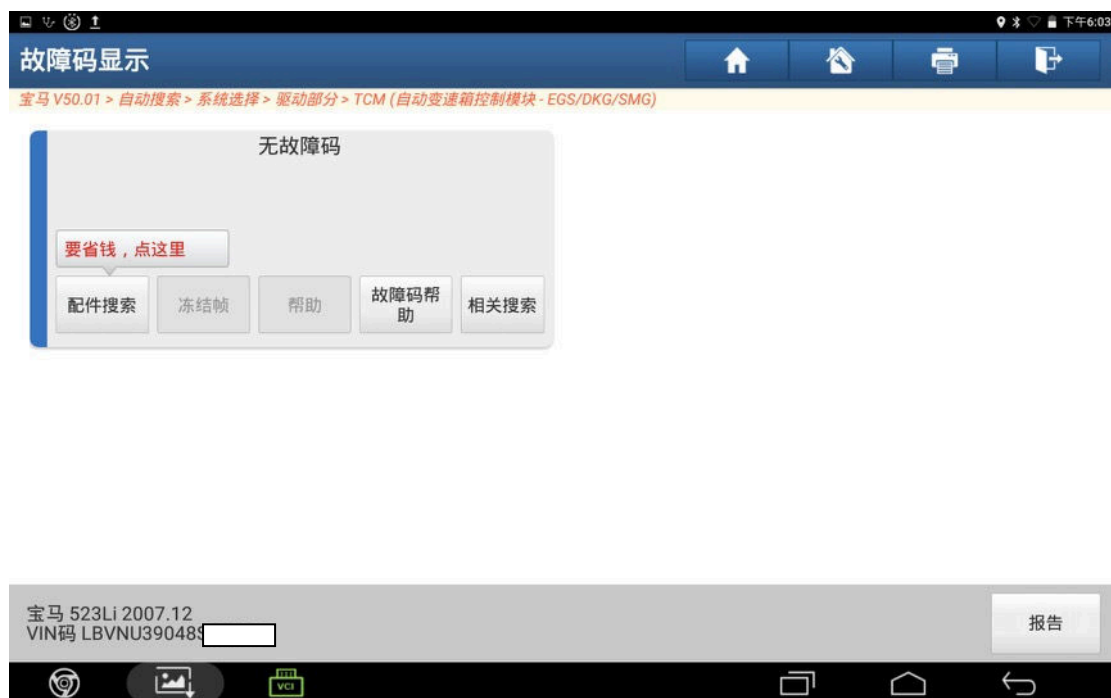 下午6:03
故障码显示
宝马 V50.01 > 自动搜索 > 系统选择 > 驱动部分 > TCM (自动变速箱控制模块 - EGS/DKG/SMG)
无故障码
要省钱，点这里
配件搜索
冻结帧
帮助
故障码帮
助
相关搜索
宝马 523Li 2007.12
VIN码 LBVNU39048S
报告
VCI